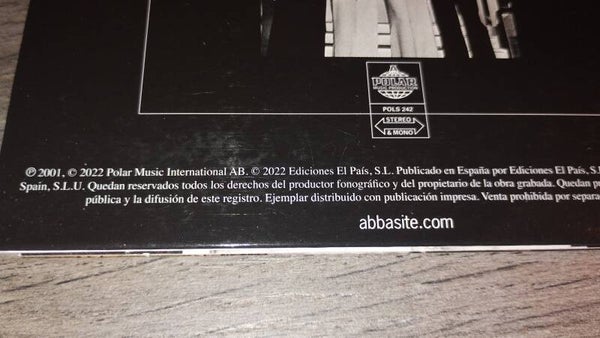 A
POLAR
MUSIC PRODUCTION
POLS 242
STEREO
& MONO
℗ 2001, © 2022 Polar Music International AB. © 2022 Ediciones El País, S.L. Publicado en España por Ediciones El País, S.L
Spain, S.L.U. Quedan reservados todos los derechos del productor fonográfico y del propietario de la obra grabada. Quedan
pública y la difusión de este registro. Ejemplar distribuido con publicación impresa. Venta prohibida por
abbasite.com